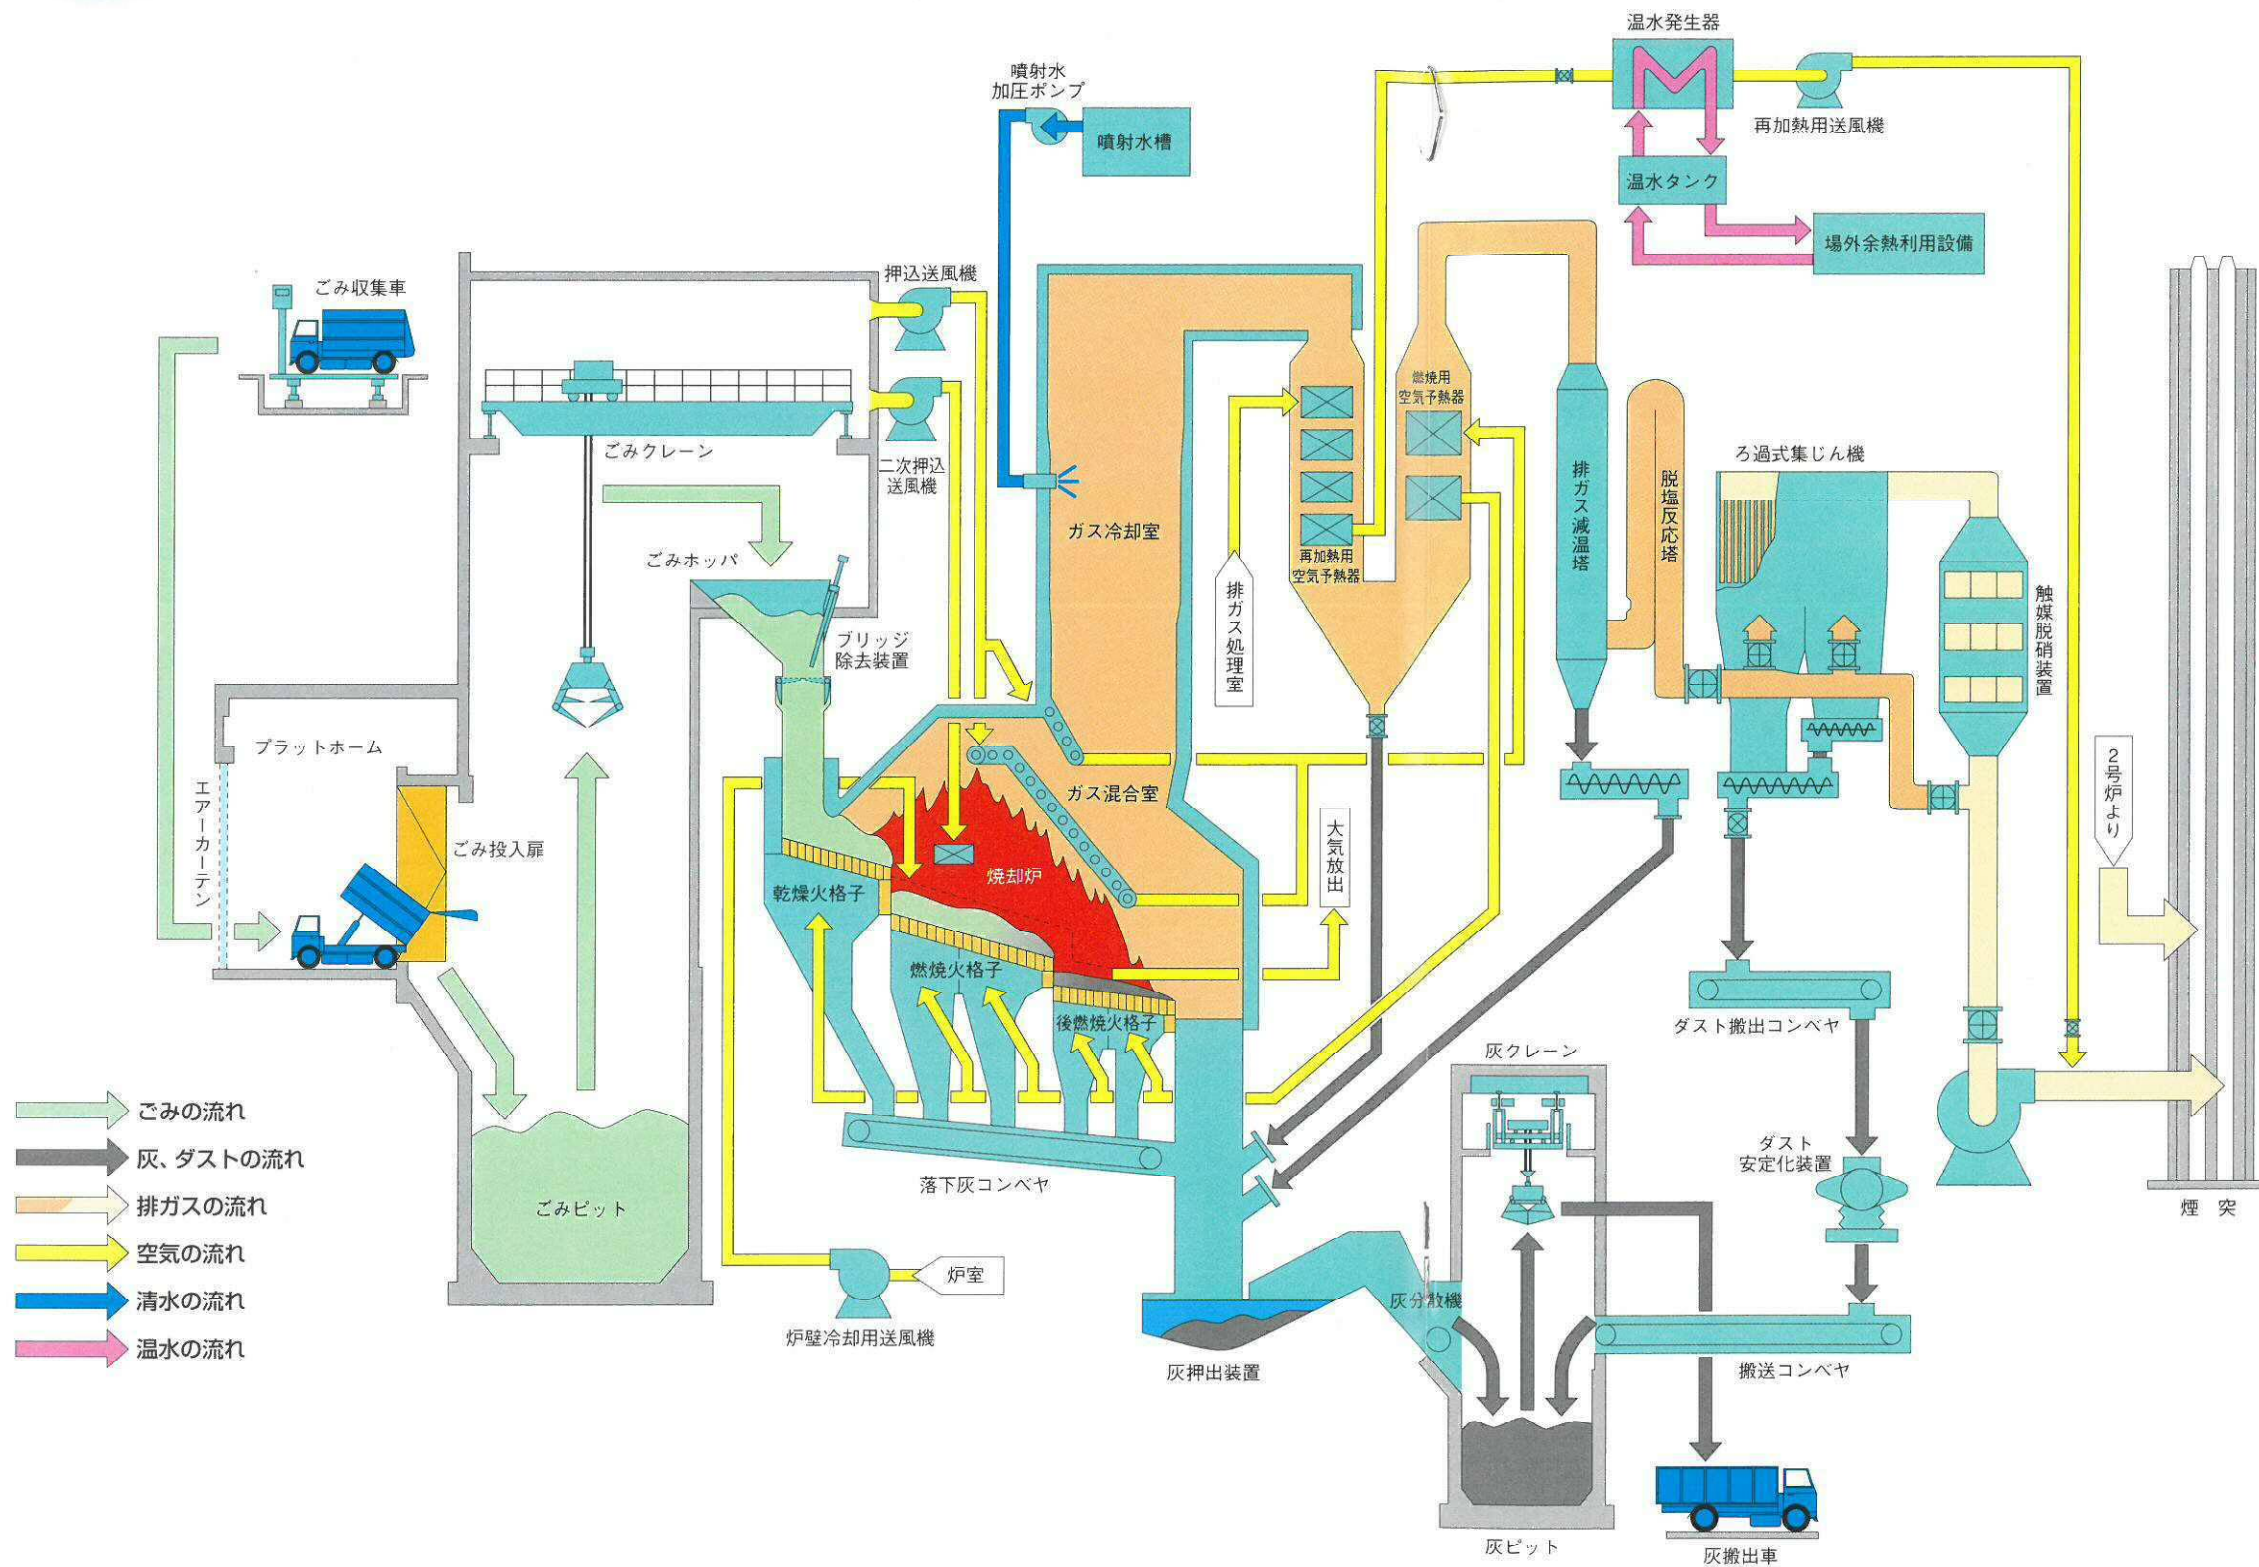 温水発生器
噴射水
加圧ポンプ
噴射水槽
再加熱用送風機
温水タンク
場外余熱利用設備
ごみ収集車
押込送風機
ごみクレーン
二次押込
送風機
燃焼用
空気予熱器
ガス冷却室
再加熱用
空気予熱器
排ガス処理室
排ガス減温塔
脱塩反応塔
ろ過式集じん機
触媒脱硝装置
ごみホッパ
ブリッジ
除去装置
プラットホーム
エアーカーテン
ごみ投入扉
ガス混合室
焼却炉
大気放出
2号炉より
乾燥火格子
燃焼火格子
後燃焼火格子
ダスト搬出コンベヤ
灰クレーン
ごみの流れ
灰、ダストの流れ
排ガスの流れ
空気の流れ
清水の流れ
温水の流れ
ごみピット
落下灰コンベヤ
ダスト
安定化装置
煙突
炉室
炉壁冷却用送風機
灰分散機
灰押出装置
搬送コンベヤ
灰ピット
灰搬出車